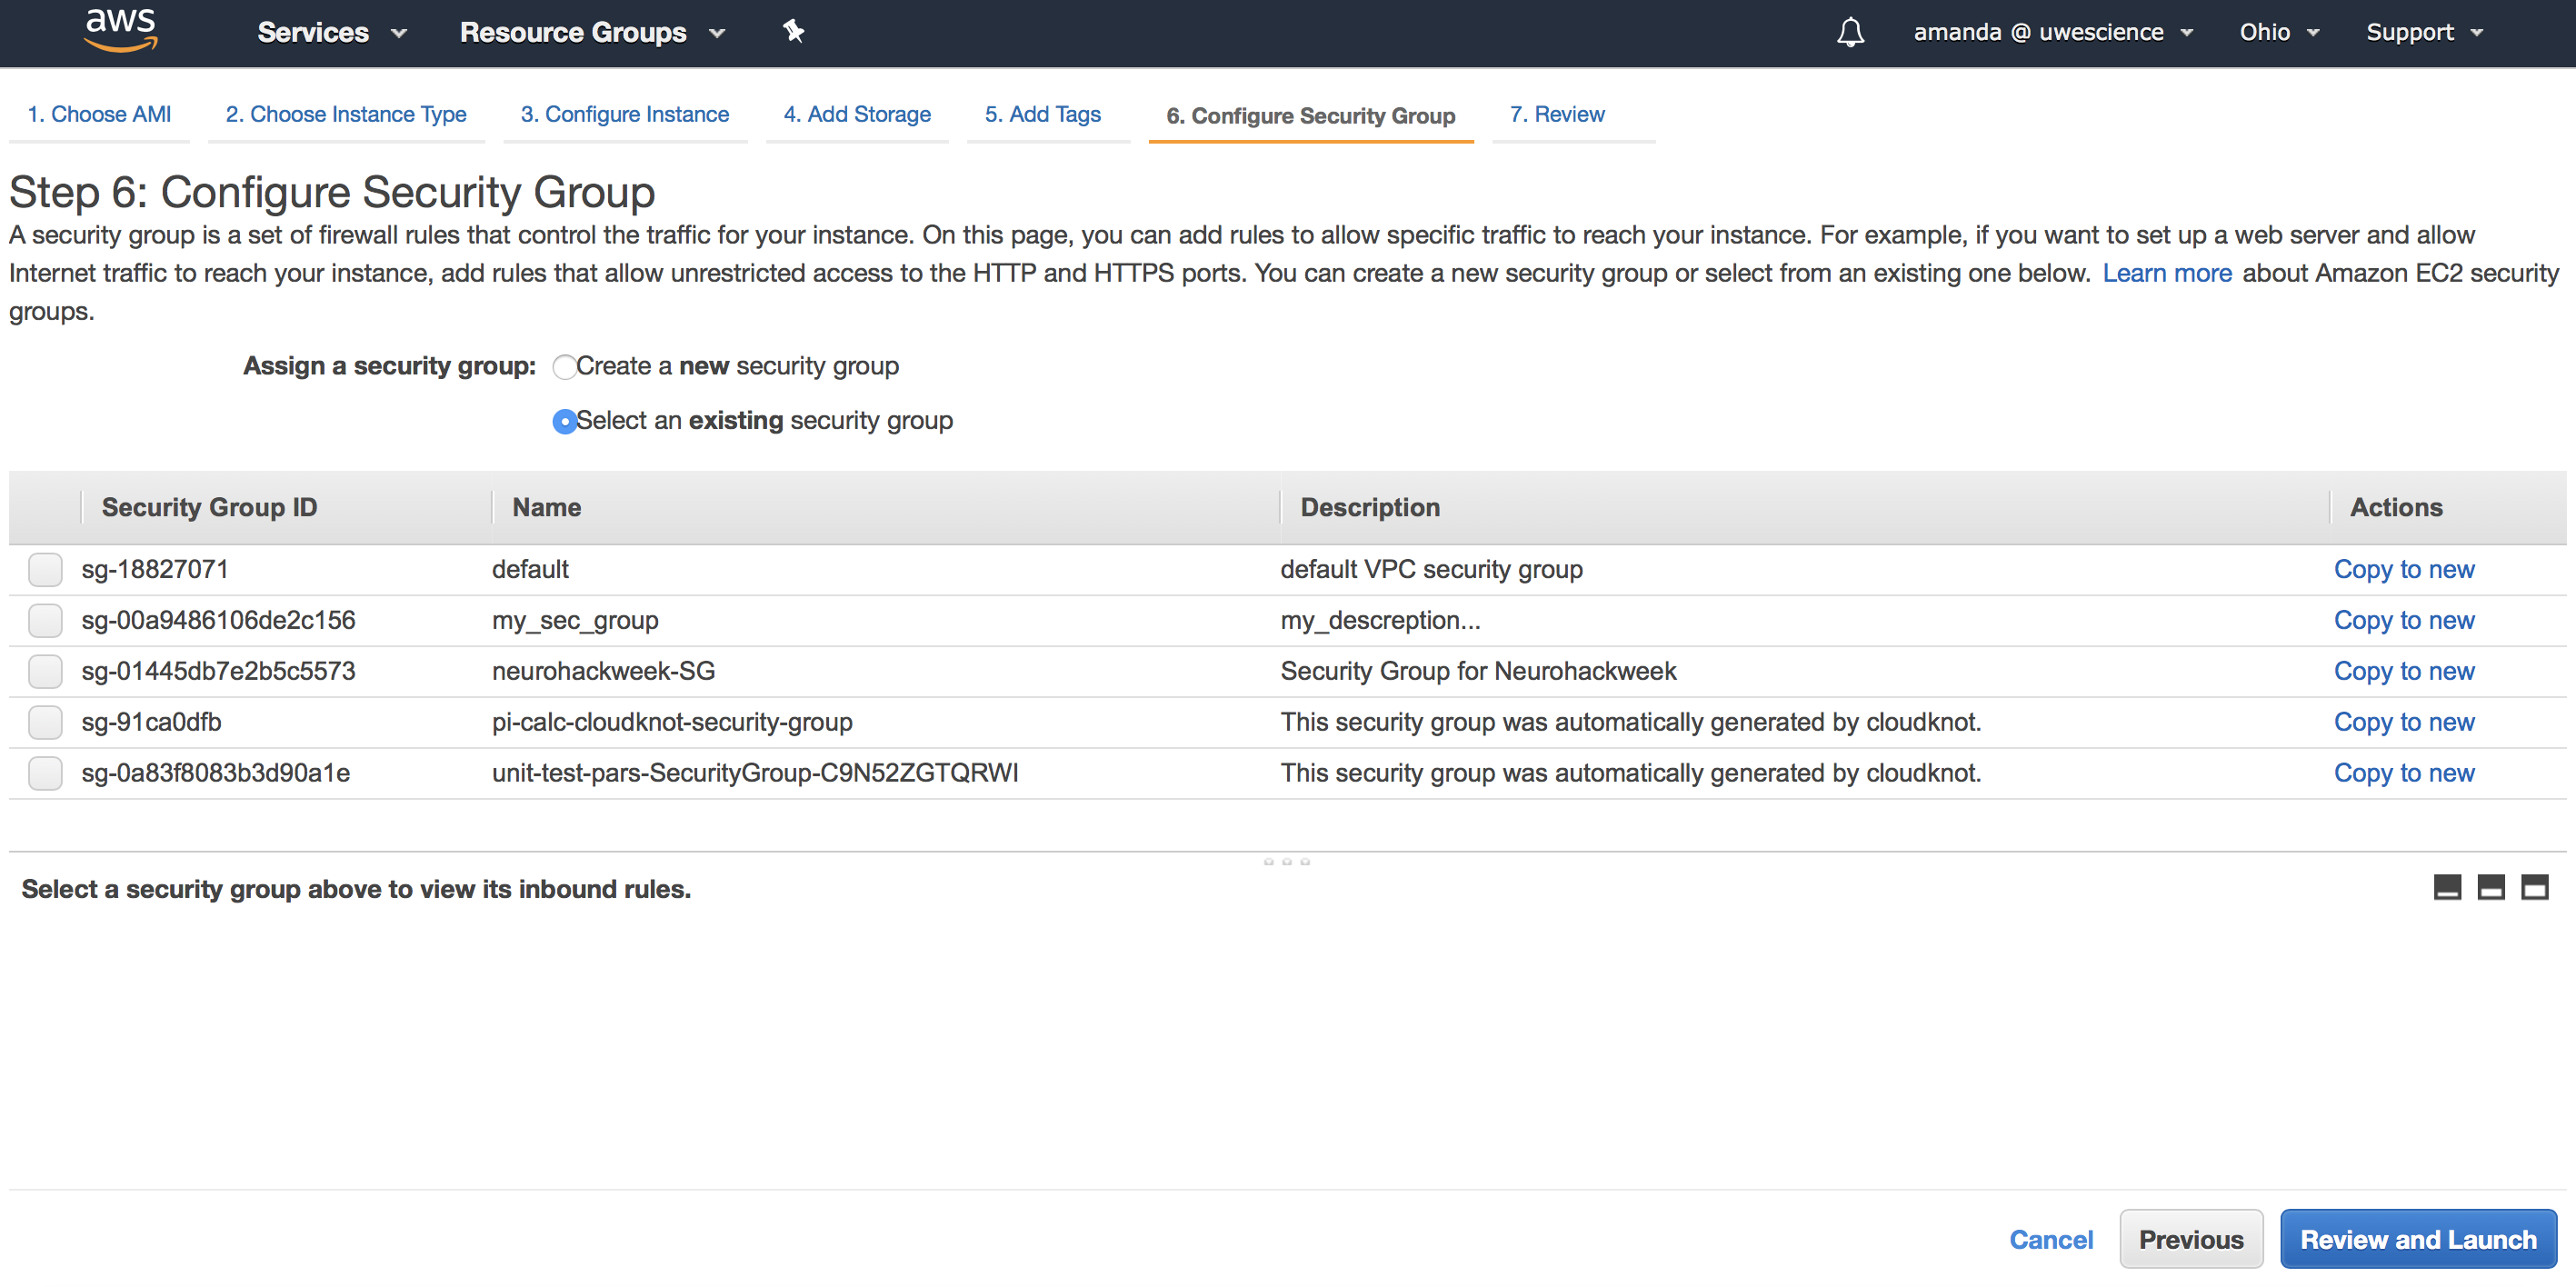 aws Services Resource Groups amanda @ uwescience Ohio Support
1. Choose AMI 2. Choose Instance Type 3. Configure Instance 4. Add Storage 5. Add Tags 6. Configure Security Group 7. Review
Step 6: Configure Security Group
A security group is a set of firewall rules that control the traffic for your instance. On this page, you can add rules to allow specific traffic to reach your instance. For example, if you want to set up a web server and allow
Internet traffic to reach your instance, add rules that allow unrestricted access to the HTTP and HTTPS ports. You can create a new security group or select from an existing one below. Learn more about Amazon EC2 security
groups.
Assign a security group: Create a new security group
Select an existing security group
Security Group ID Name Description Actions
sg-18827071 default default VPC security group Copy to new
sg-00a9486106de2c156 my_sec_group my_descreption... Copy to new
sg-01445db7e2b5c5573 neurohackweek-SG Security Group for Neurohackweek Copy to new
sg-91ca0dfb pi-calc-cloudknot-security-group This security group was automatically generated by cloudknot. Copy to new
sg-0a83f8083b3d90a1e unit-test-pars-SecurityGroup-C9N52ZGTQRWI This security group was automatically generated by cloudknot. Copy to new
Select a security group above to view its inbound rules.
Cancel Previous Review and Launch